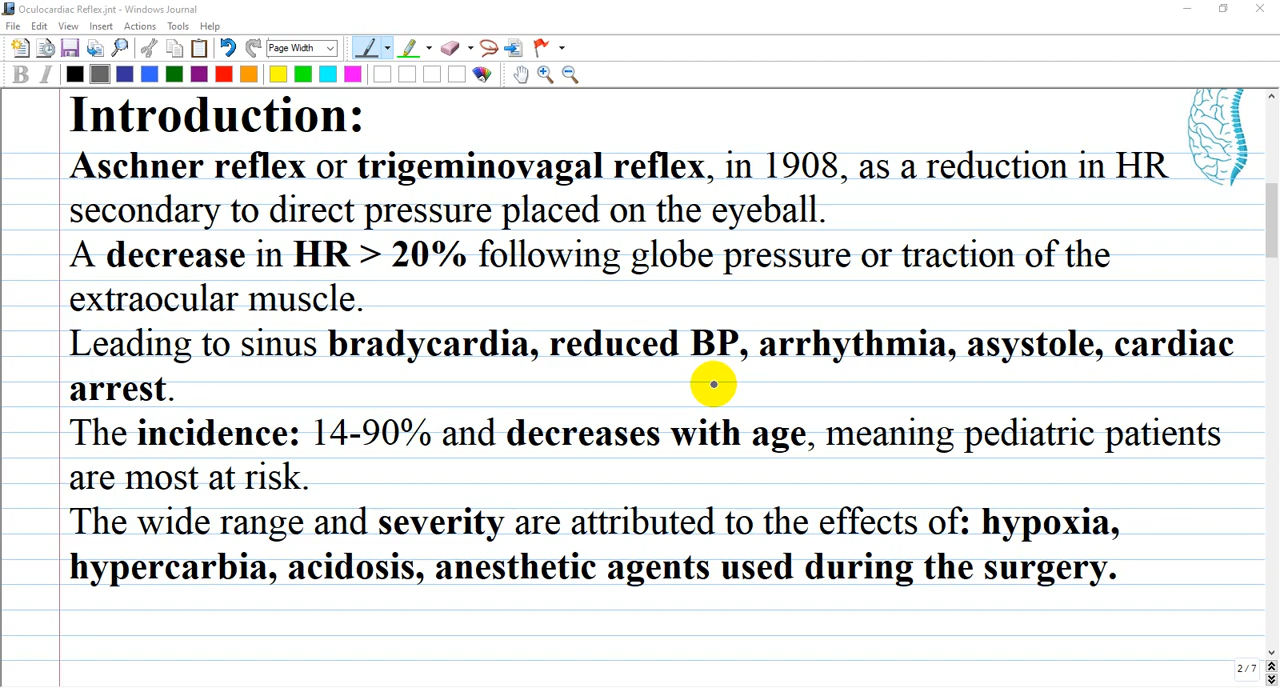 Oculocardiac Reflex.jnt - Windows Journal
File Edit View Insert Actions Tools Help
Page Width
B I
Introduction:
Aschner reflex or trigeminovagal reflex, in 1908, as a reduction in HR
secondary to direct pressure placed on the eyeball.
A decrease in HR > 20% following globe pressure or traction of the
extraocular muscle.
Leading to sinus bradycardia, reduced BP, arrhythmia, asystole, cardiac
arrest.
The incidence: 14-90% and decreases with age, meaning pediatric patients
are most at risk.
The wide range and severity are attributed to the effects of: hypoxia,
hypercarbia, acidosis, anesthetic agents used during the surgery.
2 / 7